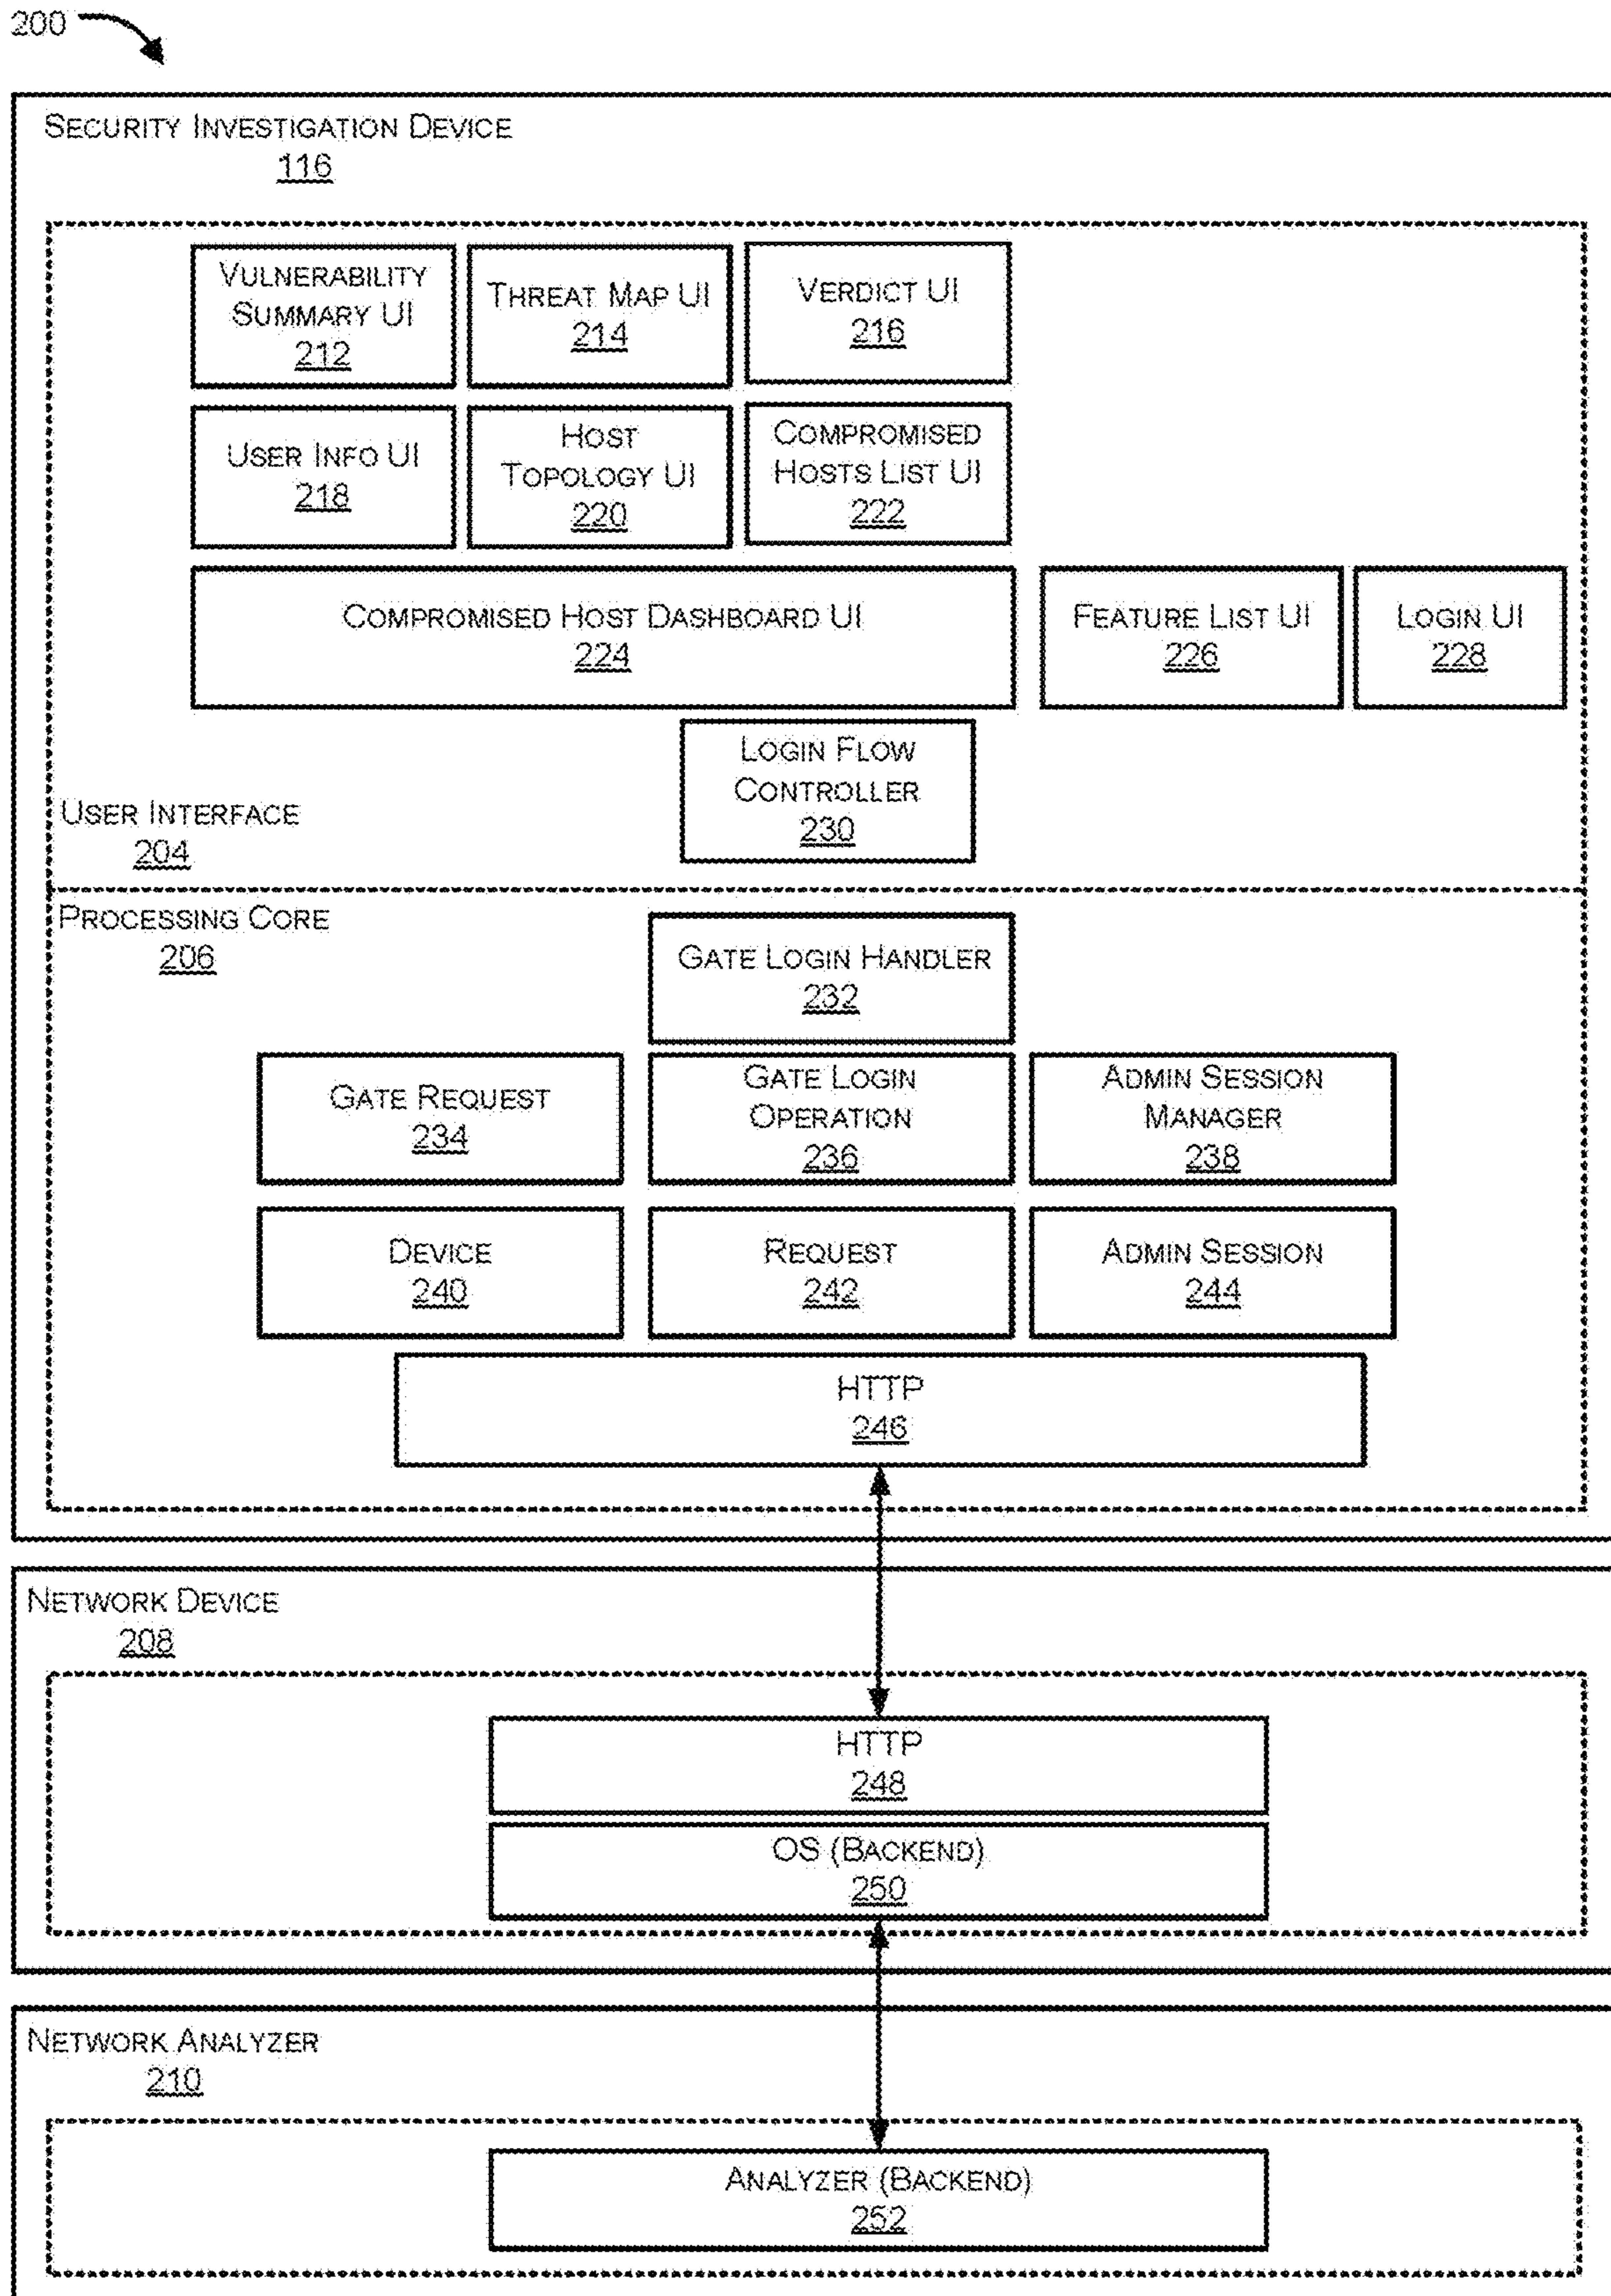 200
SECURITY INVESTIGATION DEVICE
116
VULNERABILITY
SUMMARY UI
212
THREAT MAP UI
214
VERDICT UI
216
USER INFO UI
218
HOST
TOPOLOGY UI
220
COMPROMISED
HOSTS LIST UI
222
COMPROMISED HOST DASHBOARD UI
224
FEATURE LIST UI
226
LOGIN UI
228
LOGIN FLOW
CONTROLLER
230
USER INTERFACE
204
PROCESSING CORE
206
GATE LOGIN HANDLER
232
GATE REQUEST
234
GATE LOGIN
OPERATION
236
ADMIN SESSION
MANAGER
238
DEVICE
240
REQUEST
242
ADMIN SESSION
244
HTTP
246
NETWORK DEVICE
208
HTTP
248
OS (BACKEND)
250
NETWORK ANALYZER
210
ANALYZER (BACKEND)
252